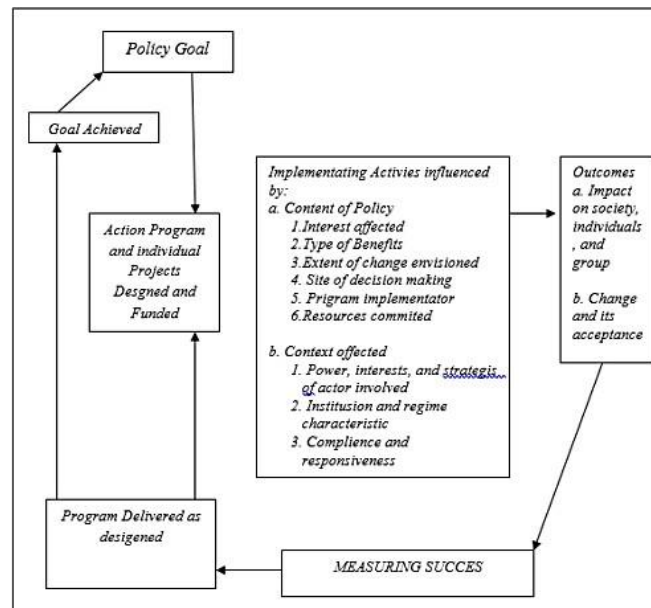 Policy Goal
Goal Achieved
Action Program
and individual
Projects
Desgned and
Funded
Implementating Activies influenced
by:
a. Content of Policy
1.Interest affected
2.Type of Benefits
3.Extent of change envisioned
4. Site of decision making
5. Prigram implementator
6.Resources commited
b. Context offected
1. Power, interests, and strategis
of actor involved
2. Institusion and regime
characteristic
3. Complience and
responsiveness
Outcomes
a. Impact
on society,
individuals
, and
group
b. Change
and its
acceptance
Program Delivered as
desigened
MEASURING SUCCES